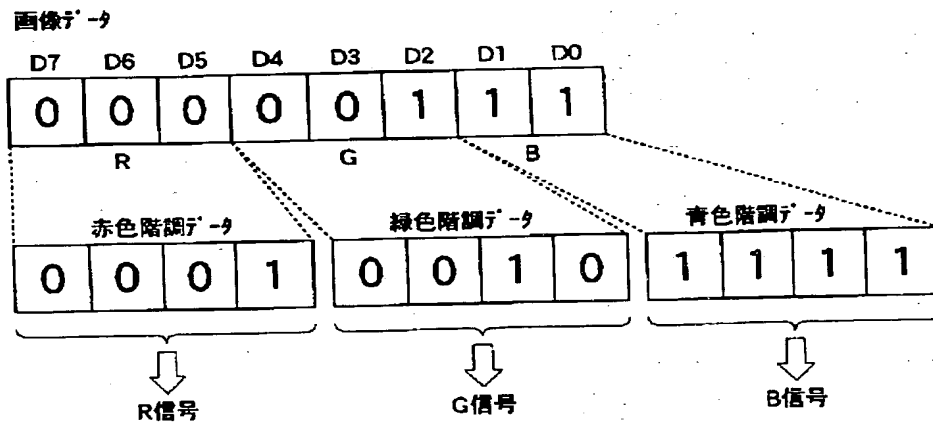 画像ﾃﾞｰﾀ
D7 D6 D5 D4 D3 D2 D1 D0
0 0 0 0 0 1 1 1
R G B
赤色階調ﾃﾞｰﾀ 緑色階調ﾃﾞｰﾀ 青色階調ﾃﾞｰﾀ
0 0 0 1 0 0 1 0 1 1 1 1
R信号 G信号 B信号